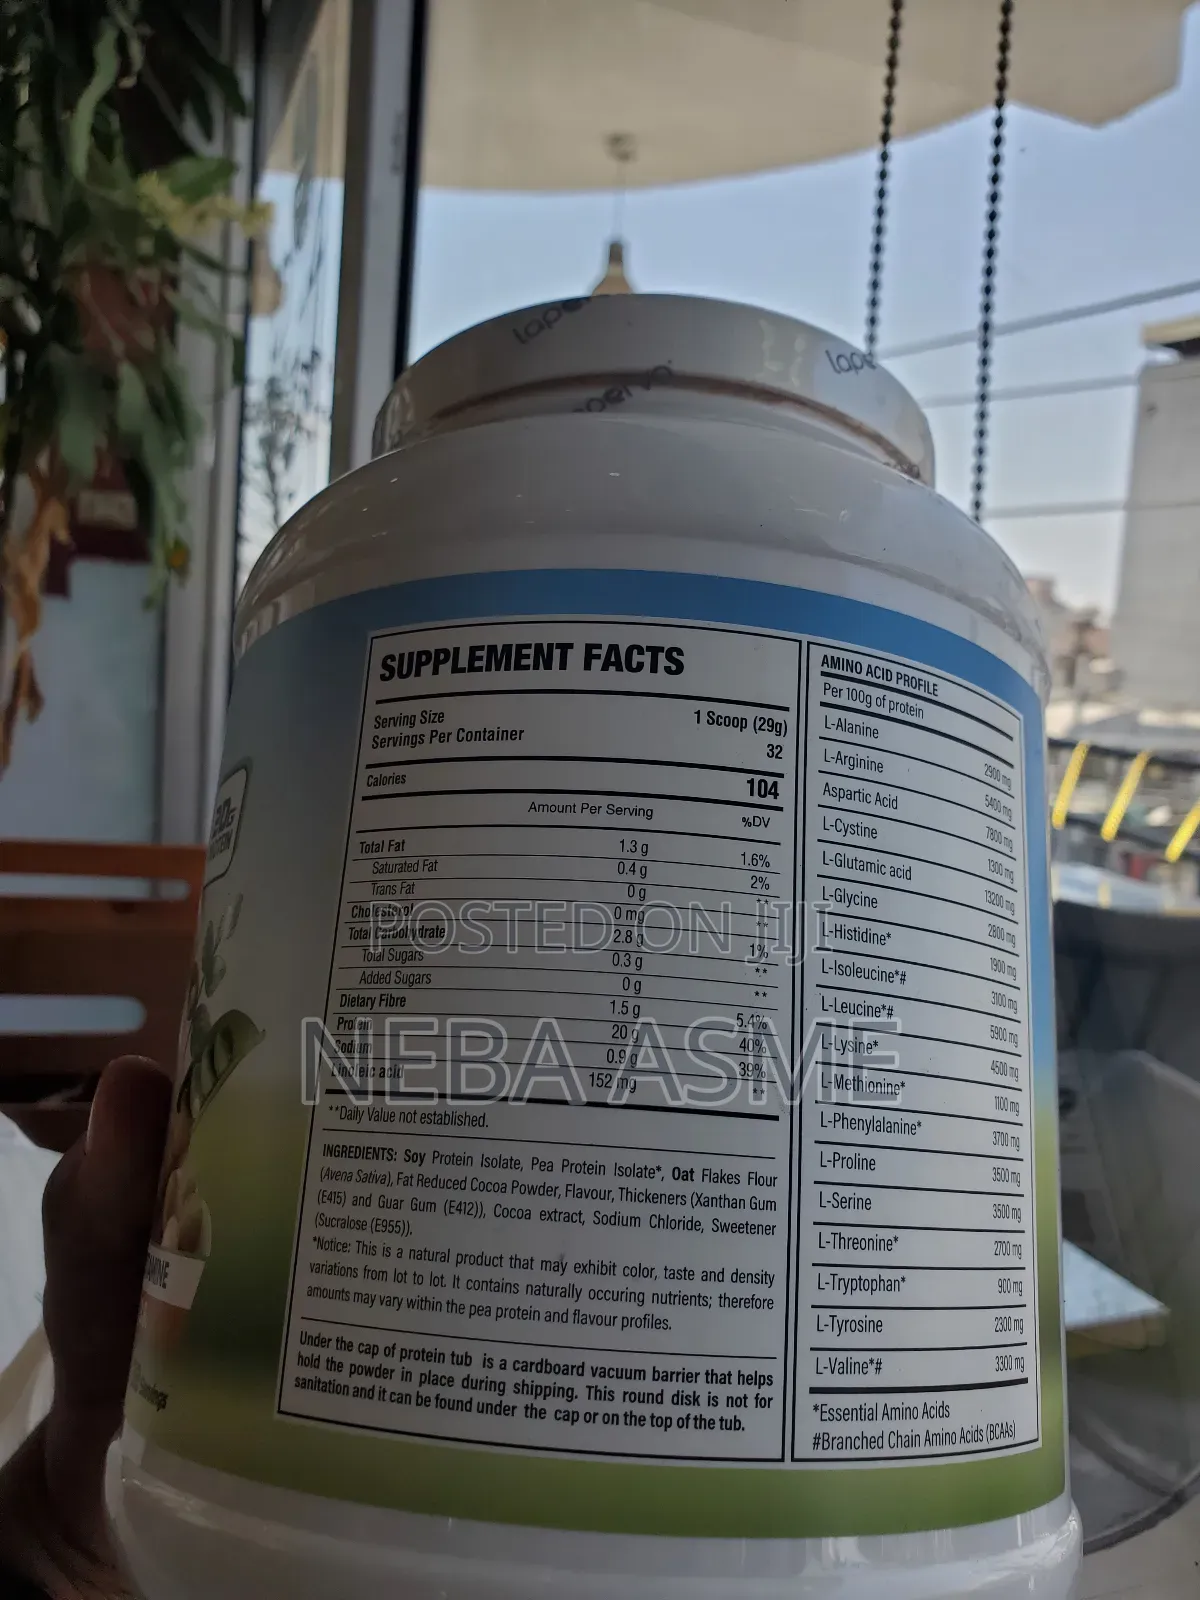 lape
perva
lape
SUPPLEMENT FACTS
Serving Size 1 Scoop (29g)
Servings Per Container 32
Calories 104
Amount Per Serving %DV
Total Fat 1.3 g 1.6%
Saturated Fat 0.4 g 2%
Trans Fat 0 g **
Cholesterol 0 mg **
Total Carbohydrate 2.8 g 1%
Total Sugars 0.3 g **
Added Sugars 0 g **
Dietary Fibre 1.5 g 5.4%
Protein 20 g 40%
Sodium 0.9 g 39%
Linoleic acid 152 mg **
**Daily Value not established.
INGREDIENTS: Soy Protein Isolate, Pea Protein Isolate*, Oat Flakes Flour
(Avena Sativa), Fat Reduced Cocoa Powder, Flavour, Thickeners (Xanthan Gum
(E415) and Guar Gum (E412)), Cocoa extract, Sodium Chloride, Sweetener
(Sucralose (E955)).
*Notice: This is a natural product that may exhibit color, taste and density
variations from lot to lot. It contains naturally occuring nutrients; therefore
amounts may vary within the pea protein and flavour profiles.
Under the cap of protein tub is a cardboard vacuum barrier that helps
hold the powder in place during shipping. This round disk is not for
sanitation and it can be found under the cap or on the top of the tub.
AMINO ACID PROFILE
Per 100g of protein
L-Alanine 2900 mg
L-Arginine 5400 mg
Aspartic Acid 7800 mg
L-Cystine 1300 mg
L-Glutamic acid 13200 mg
L-Glycine 2800 mg
L-Histidine* 1900 mg
L-Isoleucine*# 3100 mg
L-Leucine*# 5900 mg
L-Lysine* 4500 mg
L-Methionine* 1100 mg
L-Phenylalanine* 3700 mg
L-Proline 3500 mg
L-Serine 3500 mg
L-Threonine* 2700 mg
L-Tryptophan* 900 mg
L-Tyrosine 2300 mg
L-Valine*# 3300 mg
*Essential Amino Acids
#Branched Chain Amino Acids (BCAAs)
POSTED ON JIJI
NEBA ASME